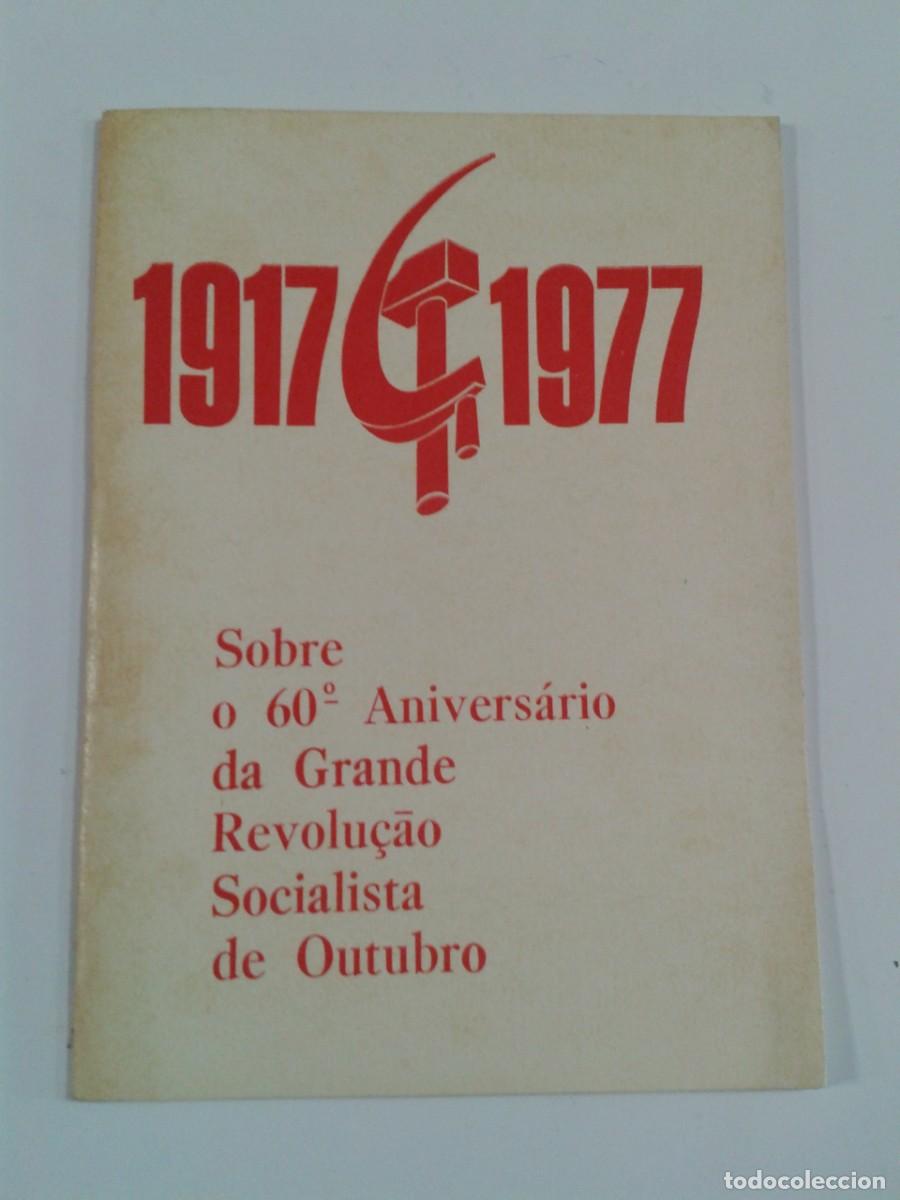 1917 1977
Sobre
o 60º Aniversário
da Grande
Revolução
Socialista
de Outubro
todocoleccion